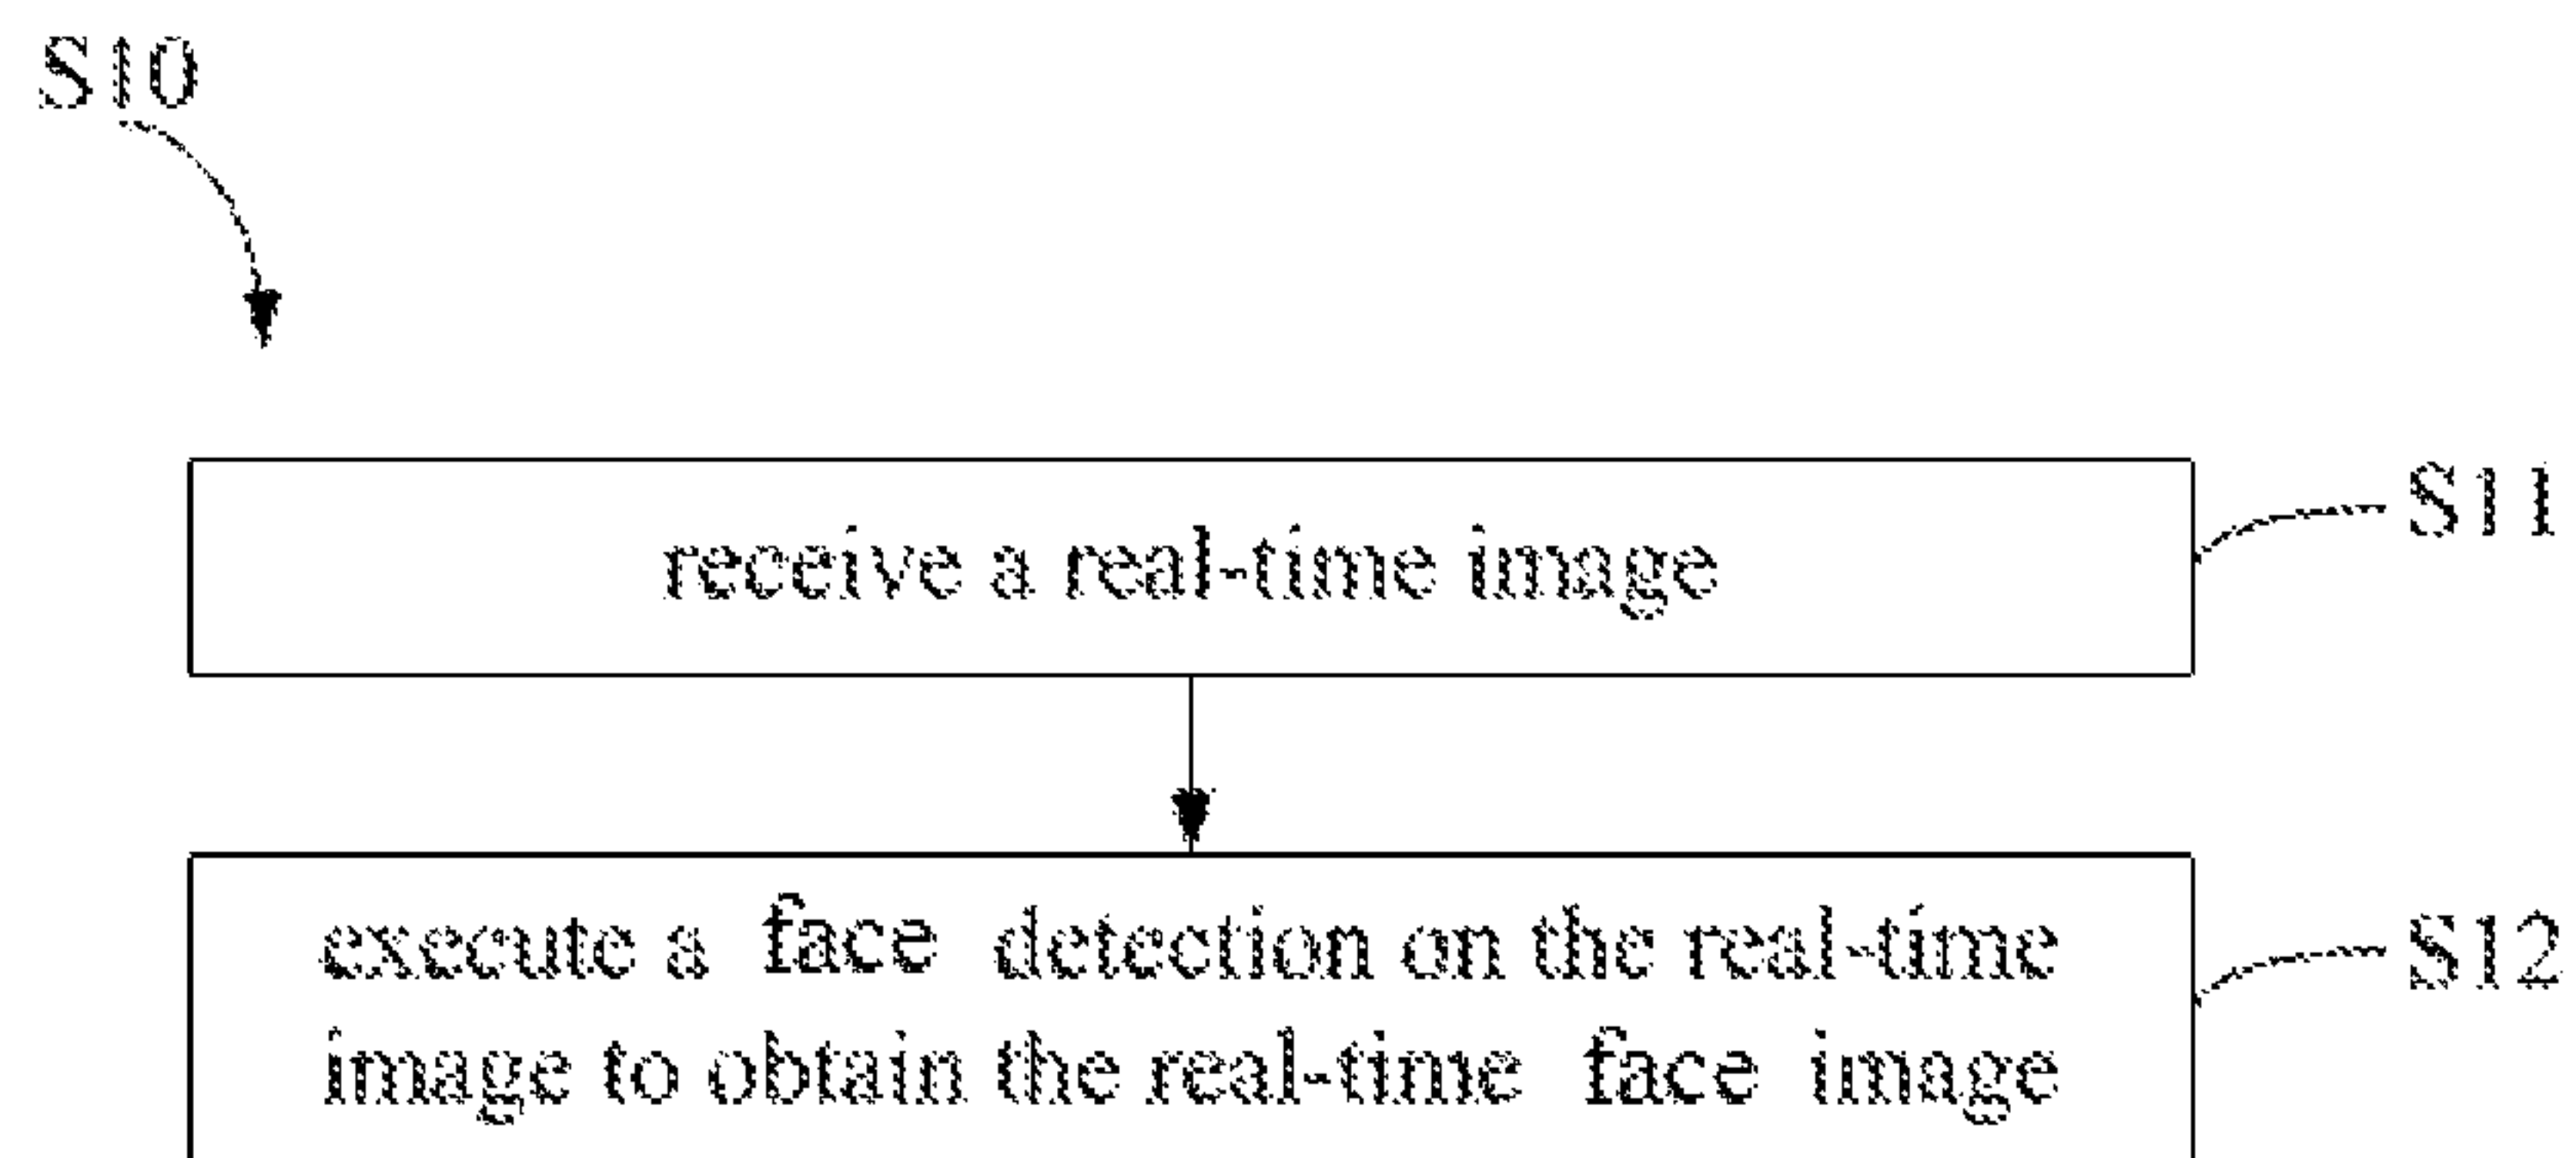 S10
receive a real-time image
S11
execute a face detection on the real-time
image to obtain the real-time face image
S12